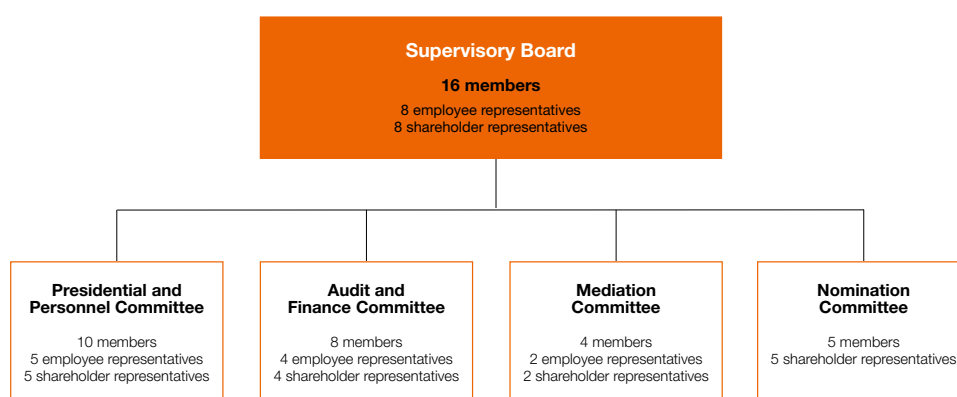 Supervisory Board
16 members
8 employee representatives
8 shareholder representatives
Presidential and
Personnel Committee
10 members
5 employee representatives
5 shareholder representatives
Audit and
Finance Committee
8 members
4 employee representatives
4 shareholder representatives
Mediation
Committee
4 members
2 employee representatives
2 shareholder representatives
Nomination
Committee
5 members
5 shareholder representatives